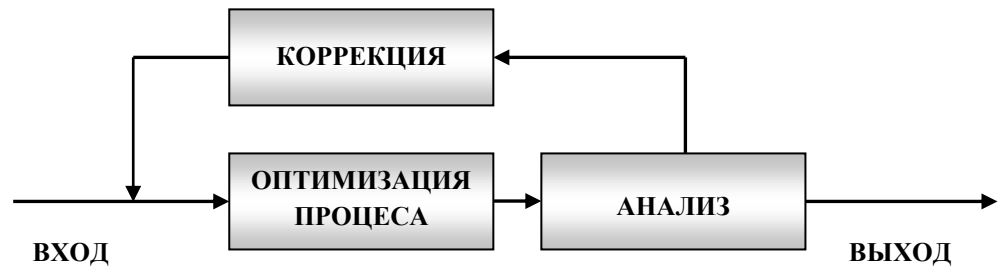 КОРРЕКЦИЯ
ОПТИМИЗАЦИЯ
ПРОЦЕСА
АНАЛИЗ
ВХОД
ВЫХОД